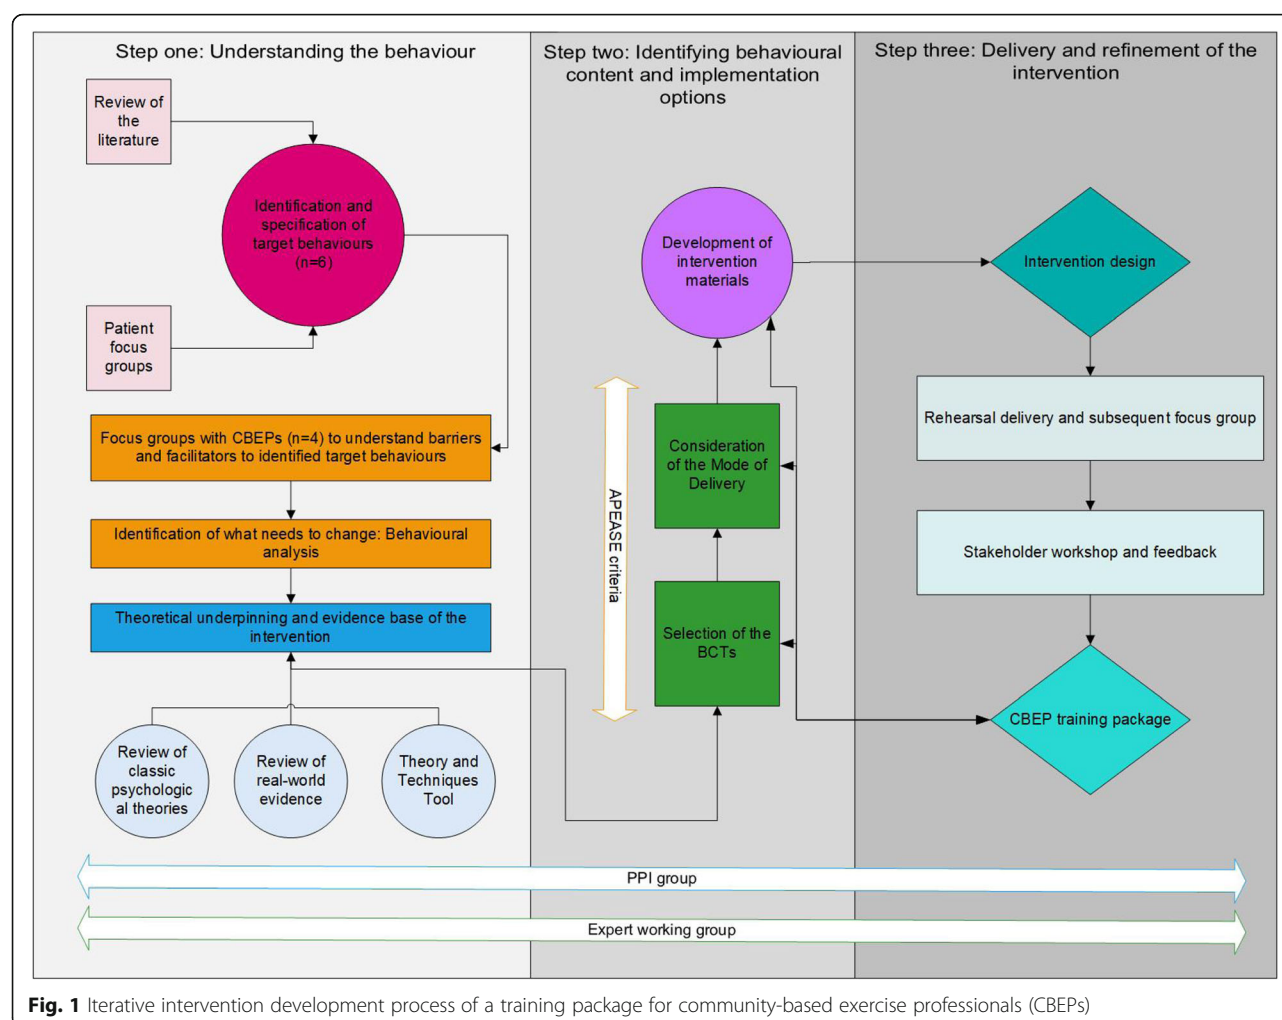 Step one: Understanding the behaviour
Review of
the
literature
Identification and
specification of
target behaviours
(n=6)
Patient
focus
groups
Focus groups with CBEPs (n=4) to understand barriers
and facilitators to identified target behaviours
Identification of what needs to change: Behavioural
analysis
Theoretical underpinning and evidence base of the
intervention
Review of
classic
psychologic
al theories
Review of
real-world
evidence
Theory and
Techniques
Tool
Step two: Identifying behavioural
content and implementation
options
Development of
intervention
materials
APEASE criteria
Consideration
of the Mode of
Delivery
Selection of the
BCTs
Step three: Delivery and refinement of the
intervention
Intervention design
Rehearsal delivery and subsequent focus group
Stakeholder workshop and feedback
CBEP training package
PPI group
Expert working group
Fig. 1 Iterative intervention development process of a training package for community-based exercise professionals (CBEPs)